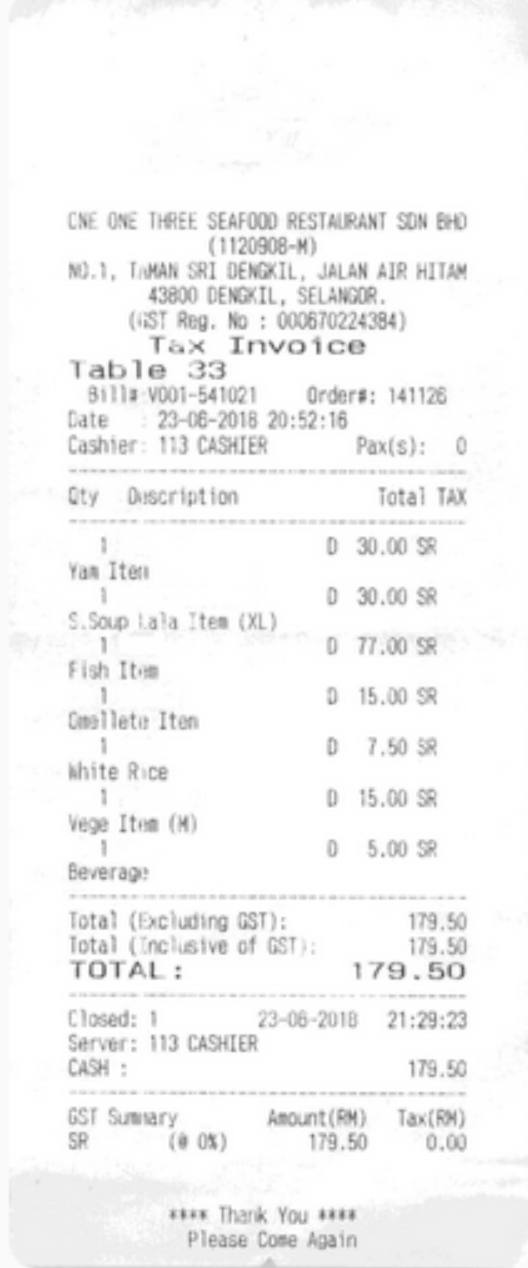 CNE ONE THREE SEAFOOD RESTAURANT SDN BHD
(1120908-M)
NO.1, TAMAN SRI DENGKIL, JALAN AIR HITAM
43800 DENGKIL, SELANGOR.
(GST Reg. No : 000670224384)
Tax Invoice
Table 33
Bill#:V001-541021 Order#: 141126
Date : 23-06-2018 20:52:16
Cashier: 113 CASHIER Pax(s): 0
Qty Description Total TAX
1 D 30.00 SR
Yam Item
1 D 30.00 SR
S.Soup Lala Item (XL)
1 D 77.00 SR
Fish Item
1 D 15.00 SR
Omellete Item
1 D 7.50 SR
White Rice
1 D 15.00 SR
Vege Item (M)
1 D 5.00 SR
Beverage
Total (Excluding GST): 179.50
Total (Inclusive of GST): 179.50
TOTAL: 179.50
Closed: 1 23-06-2018 21:29:23
Server: 113 CASHIER
CASH : 179.50
GST Summary Amount(RM) Tax(RM)
SR (@ 0%) 179.50 0.00
**** Thank You ****
Please Come Again